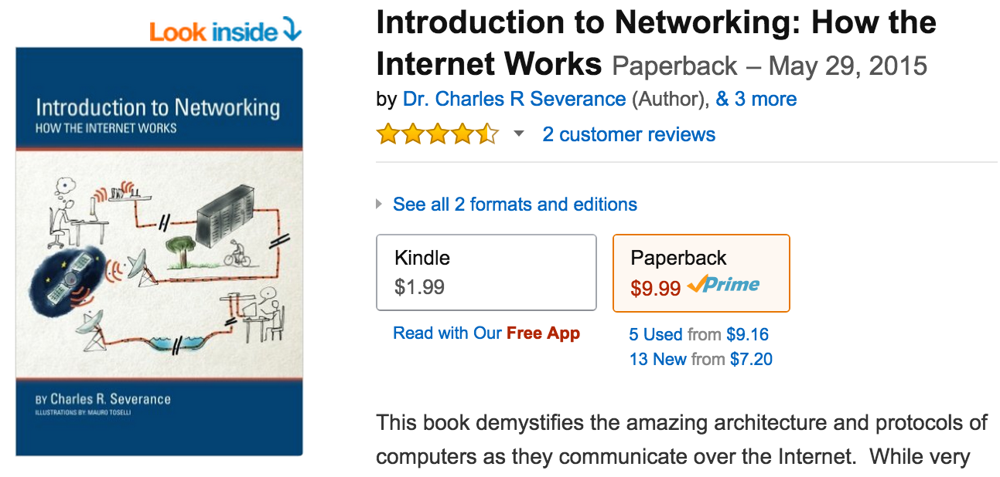 Look inside
Introduction to Networking
HOW THE INTERNET WORKS
BY Charles R. Severance
ILLUSTRATIONS BY: MAURO TOSELLI
Introduction to Networking: How the
Internet Works Paperback – May 29, 2015
by Dr. Charles R Severance (Author), & 3 more
2 customer reviews
See all 2 formats and editions
Kindle
$1.99
Read with Our Free App
Paperback
$9.99 Prime
5 Used from $9.16
13 New from $7.20
This book demystifies the amazing architecture and protocols of
computers as they communicate over the Internet. While very